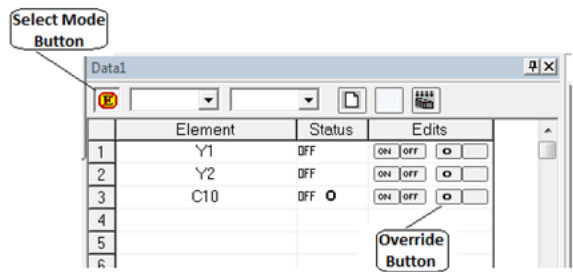 Select Mode
Button
Data1
E
Element Status Edits
1 Y1 OFF ON OFF O
2 Y2 OFF ON OFF O
3 C10 OFF O ON OFF O
4
5
6
Override
Button